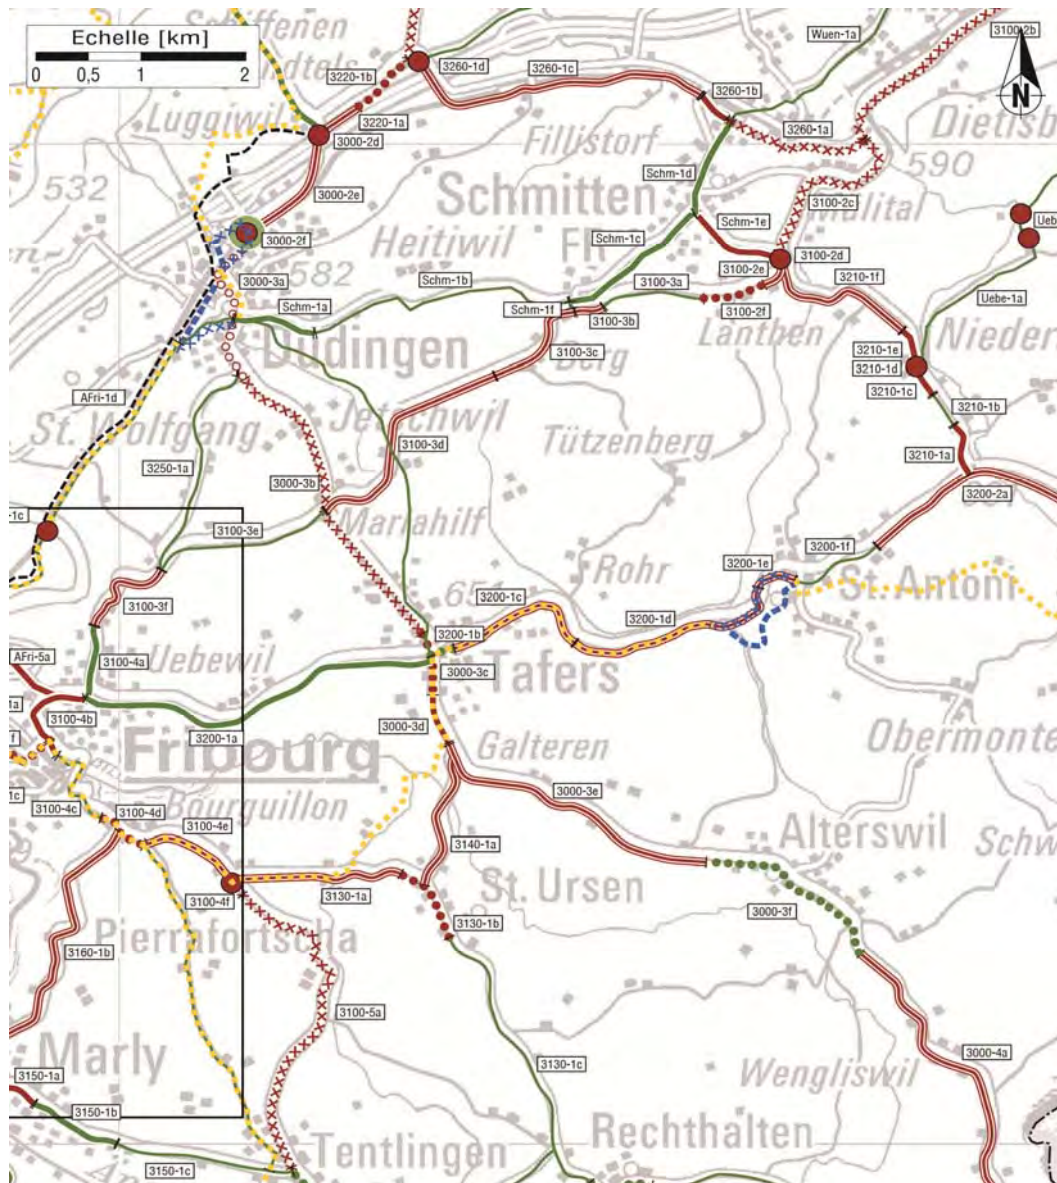 Schiffenen
Echelle [km]
0 0,5 1 2
Wuen-1a
3100-2b
N
3220-1b
3260-1d
3260-1c
3260-1b
Luggiwil
3220-1a
3000-2d
3260-1a
Fillistorf
590
532
3000-2e
Schmitten
Schm-1d
3100-2c
3000-2f
Heitiwil
FR
Schm-1c
Schm-1e
3000-3a
582
3100-2d
3100-2e
Schm-1b
3100-3a
3210-1f
Uebe-1a
Schm-1a
Schm-1f
3100-3b
3100-2f
Lanthen
Düdingen
3100-3c
Berg
3210-1e
3210-1d
3210-1c
AFri-1d
St. Wolfgang
Jetschwil
3210-1b
3100-3d
Tützenberg
3210-1a
3250-1a
3000-3b
3200-2a
-1c
3100-3e
Mariahilf
3200-1f
Rohr
3200-1e
St. Antoni
3100-3f
3200-1c
3200-1d
AFri-5a
3100-4a
Uebewil
3200-1b
3000-3c
Tafers
-1a
3100-4b
3200-1a
3000-3d
Galteren
Fribourg
3000-3e
Bourguillon
3100-4c
3100-4d
3100-4e
3140-1a
Alterswil
3100-4f
3130-1a
St. Ursen
3000-3f
3130-1b
Pierrafortscha
3160-1b
3100-5a
3000-4a
Marly
3130-1c
Wengliswil
3150-1a
3150-1b
Rechthalten
Tentlingen
3150-1c